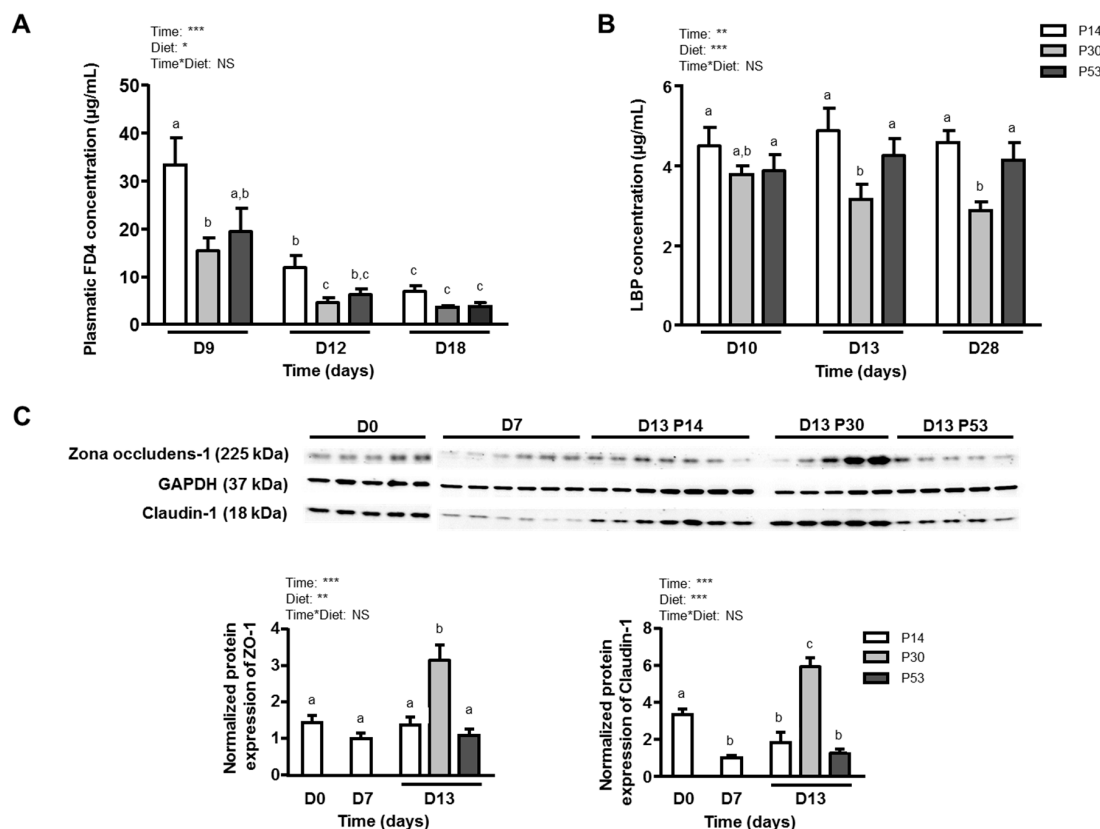 A
Time: ***
Diet: *
Time*Diet: NS
Plasmatic FD4 concentration (µg/mL)
50
40
30
20
10
0
a
b
a,b
b
c
b,c
c
c
c
D9
D12
D18
Time (days)
B
Time: **
Diet: ***
Time*Diet: NS
P14
P30
P53
LBP concentration (µg/mL)
6
4
2
0
a
a,b
a
a
b
a
a
b
a
D10
D13
D28
Time (days)
C
D0
D7
D13 P14
D13 P30
D13 P53
Zona occludens-1 (225 kDa)
GAPDH (37 kDa)
Claudin-1 (18 kDa)
Time: ***
Diet: **
Time*Diet: NS
Normalized protein
expression of ZO-1
4
3
2
1
0
a
a
a
b
a
D0
D7
D13
Time (days)
Time: ***
Diet: ***
Time*Diet: NS
Normalized protein
expression of Claudin-1
8
6
4
2
0
a
b
b
c
b
D0
D7
D13
Time (days)
P14
P30
P53